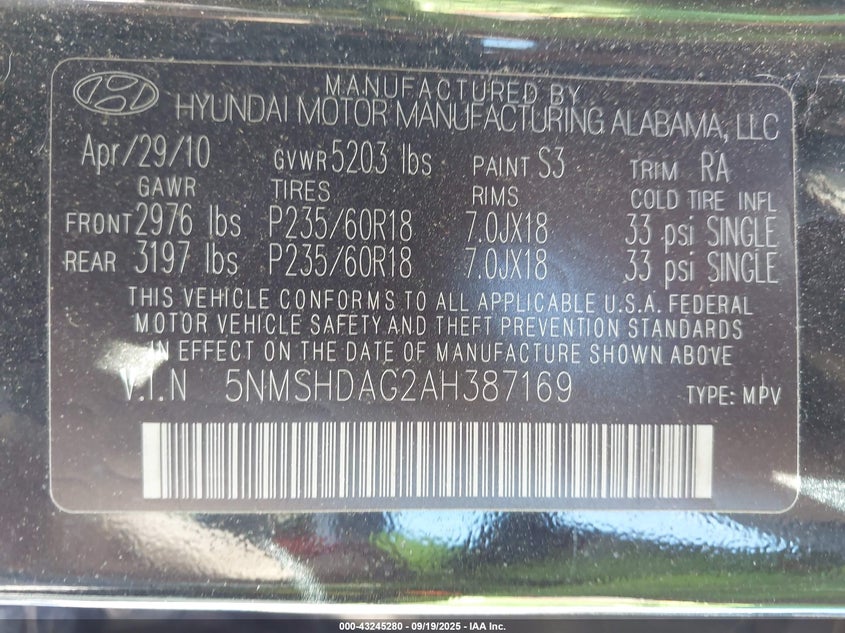 MANUFACTURED BY
HYUNDAI MOTOR MANUFACTURING ALABAMA, LLC
Apr/29/10 GVWR 5203 lbs PAINT S3 TRIM RA
GAWR TIRES RIMS COLD TIRE INFL
FRONT 2976 lbs P235/60R18 7.0JX18 33 psi SINGLE
REAR 3197 lbs P235/60R18 7.0JX18 33 psi SINGLE
THIS VEHICLE CONFORMS TO ALL APPLICABLE U.S.A. FEDERAL
MOTOR VEHICLE SAFETY AND THEFT PREVENTION STANDARDS
IN EFFECT ON THE DATE OF MANUFACTURE SHOWN ABOVE
V.I.N 5NMSHDAG2AH387169 TYPE: MPV
000-43245280 - 09/19/2025 - IAA Inc.